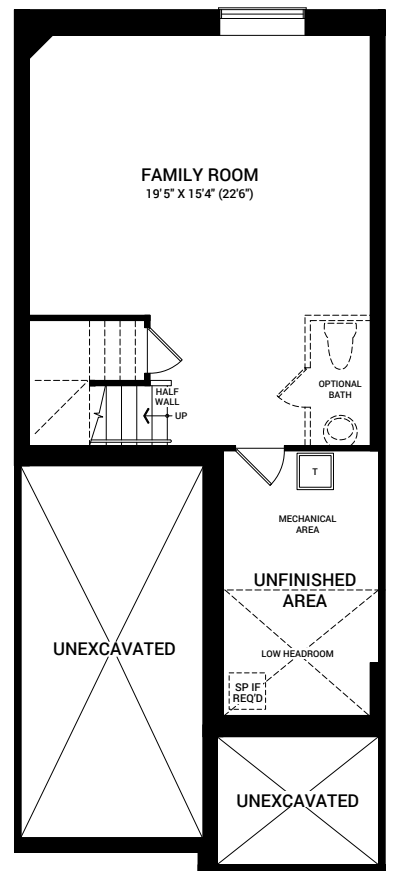 FAMILY ROOM
19'5" X 15'4" (22'6")
HALF
WALL
UP
OPTIONAL
BATH
T
MECHANICAL
AREA
UNFINISHED
AREA
UNEXCAVATED
LOW HEADROOM
SP IF
REQ'D
UNEXCAVATED